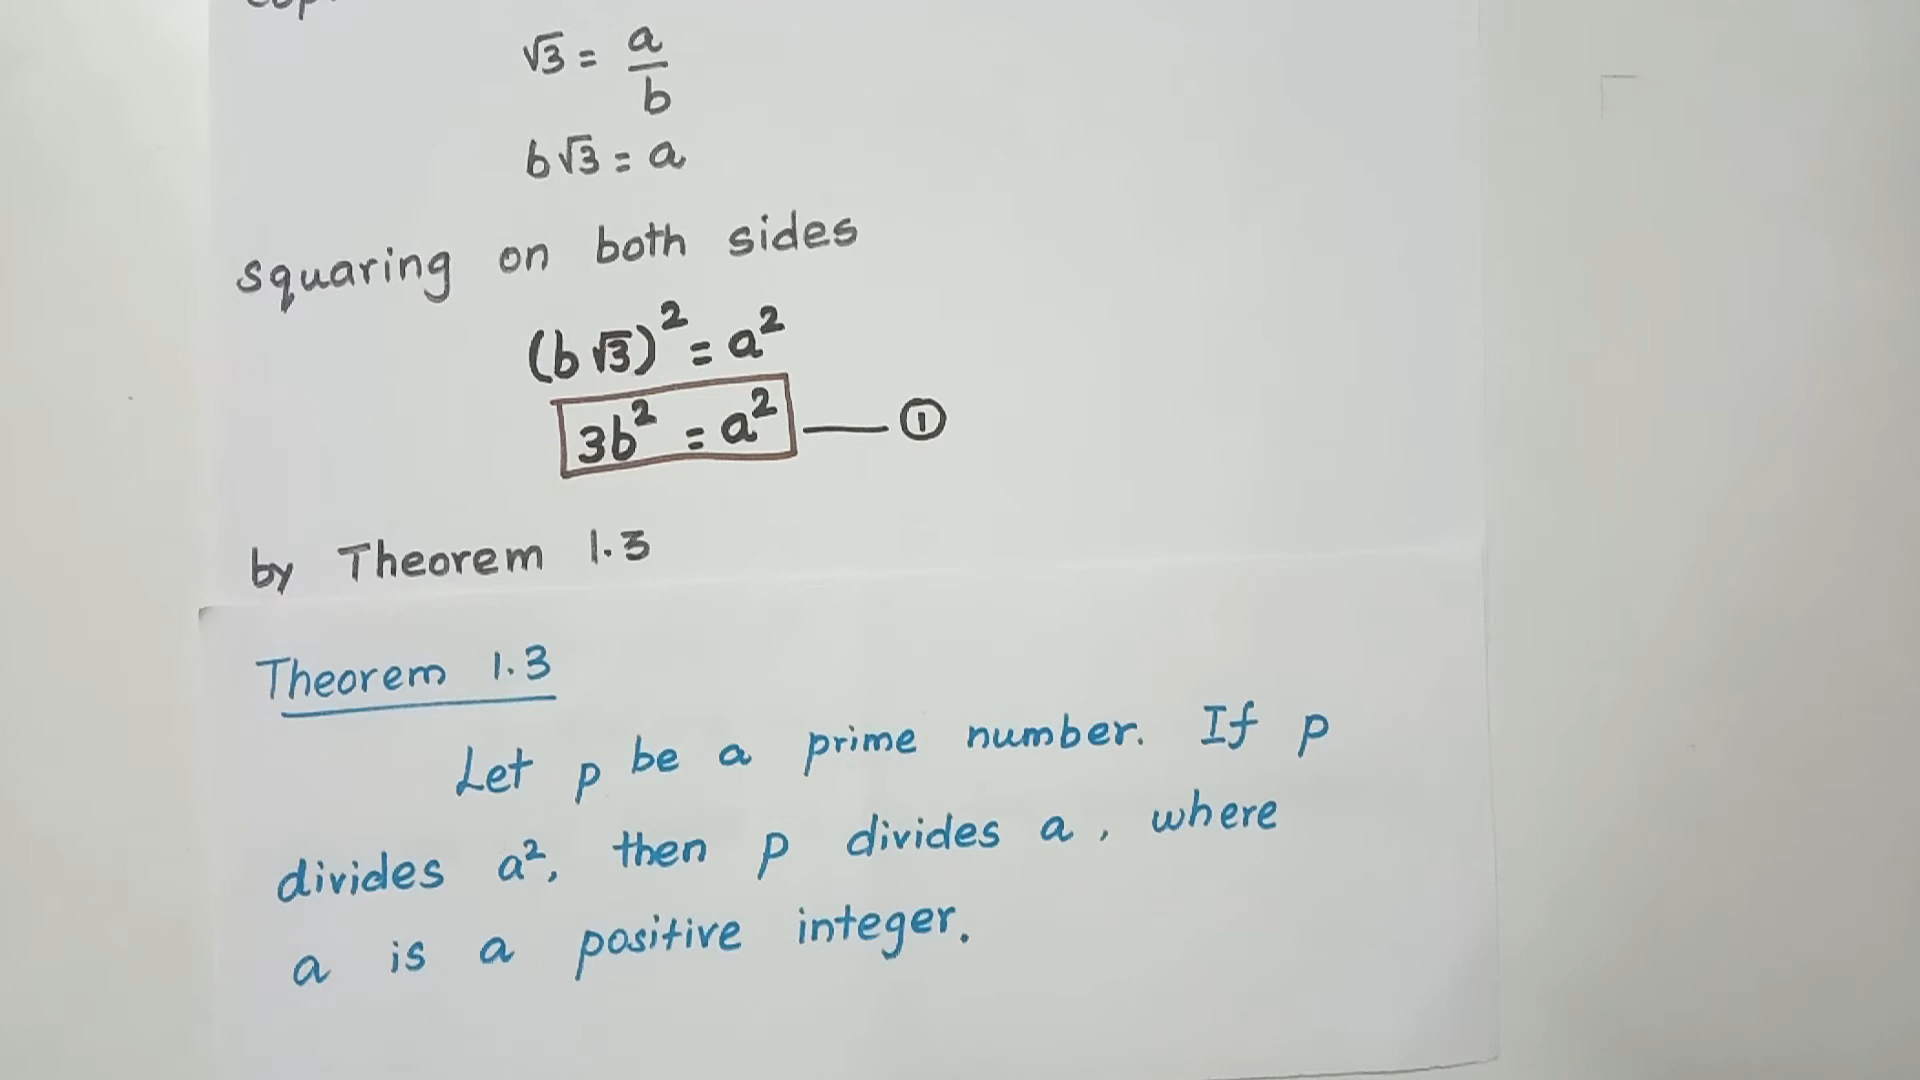 √3 = a/b
b√3 = a
squaring on both sides
(b√3)² = a²
3b² = a² —— ①
by Theorem 1.3
Theorem 1.3
Let p be a prime number. If p
divides a², then p divides a, where
a is a positive integer.